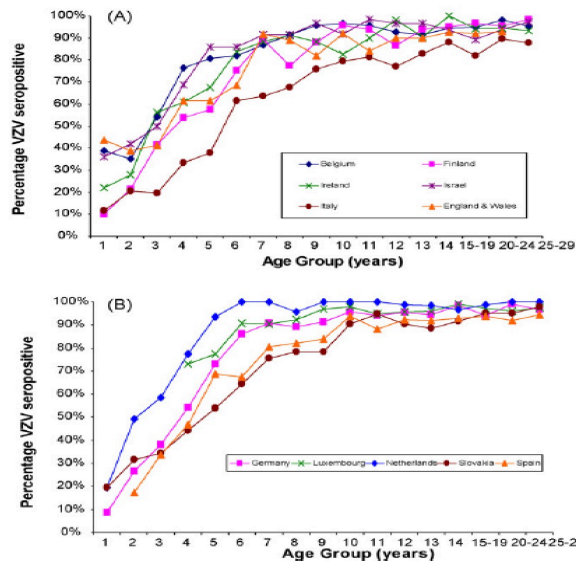 (A)
Percentage VZV seropositive
100%
90%
80%
70%
60%
50%
40%
30%
20%
10%
0%
Belgium Finland
Ireland Israel
Italy England & Wales
1 2 3 4 5 6 7 8 9 10 11 12 13 14 15-19 20-24 25-29
Age Group (years)
(B)
Percentage VZV seropositive
100%
90%
80%
70%
60%
50%
40%
30%
20%
10%
0%
Germany Luxembourg Netherlands Slovakia Spain
1 2 3 4 5 6 7 8 9 10 11 12 13 14 15-19 20-24 25-2
Age Group (years)